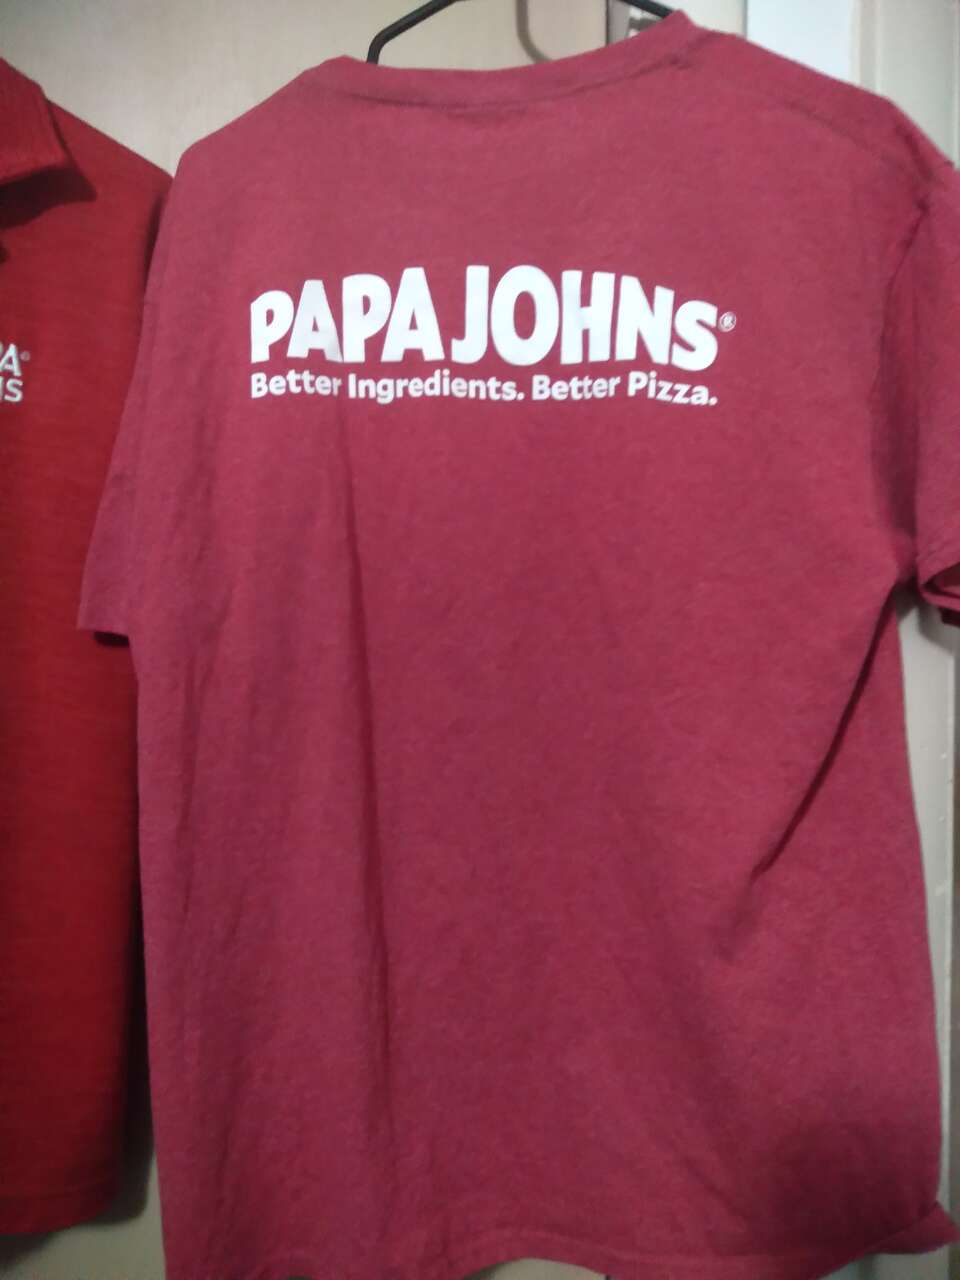 PAPA JOHNS®
Better Ingredients. Better Pizza.